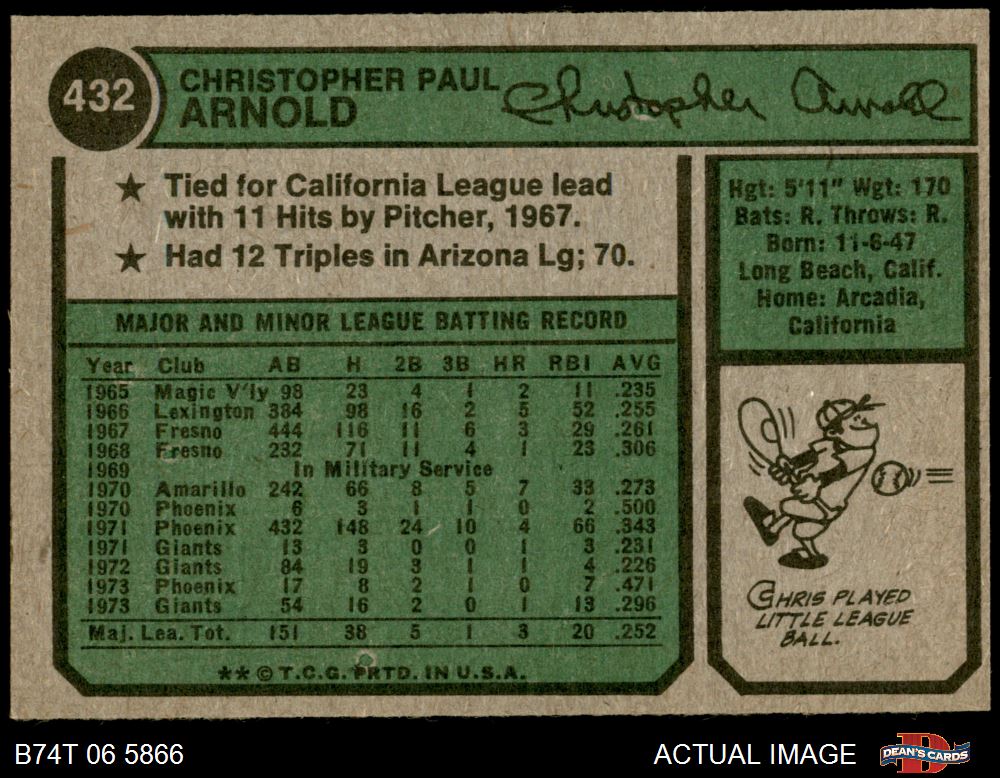 432
CHRISTOPHER PAUL
ARNOLD
Christopher Arnold
★ Tied for California League lead
with 11 Hits by Pitcher, 1967.
★ Had 12 Triples in Arizona Lg; 70.
MAJOR AND MINOR LEAGUE BATTING RECORD
Year Club AB H 2B 3B HR RBI AVG
1965 Magic V'ly 98 23 4 1 2 11 .235
1966 Lexington 384 98 16 2 5 52 .255
1967 Fresno 444 116 11 6 3 29 .261
1968 Fresno 232 71 11 4 1 23 .306
1969 In Military Service
1970 Amarillo 242 66 8 5 7 33 .273
1970 Phoenix 6 3 1 1 0 2 .500
1971 Phoenix 432 148 24 10 4 66 .343
1971 Giants 13 3 0 0 1 3 .231
1972 Giants 84 19 3 1 1 4 .226
1973 Phoenix 17 8 2 1 0 7 .471
1973 Giants 54 16 2 0 1 13 .296
Maj. Lea. Tot. 151 38 5 1 3 20 .252
** © T.C.G. PRTD. IN U.S.A.
Hgt: 5'11" Wgt: 170
Bats: R. Throws: R.
Born: 11-6-47
Long Beach, Calif.
Home: Arcadia,
California
CHRIS PLAYED
LITTLE LEAGUE
BALL.
B74T 06 5866
ACTUAL IMAGE
DEAN'S CARDS